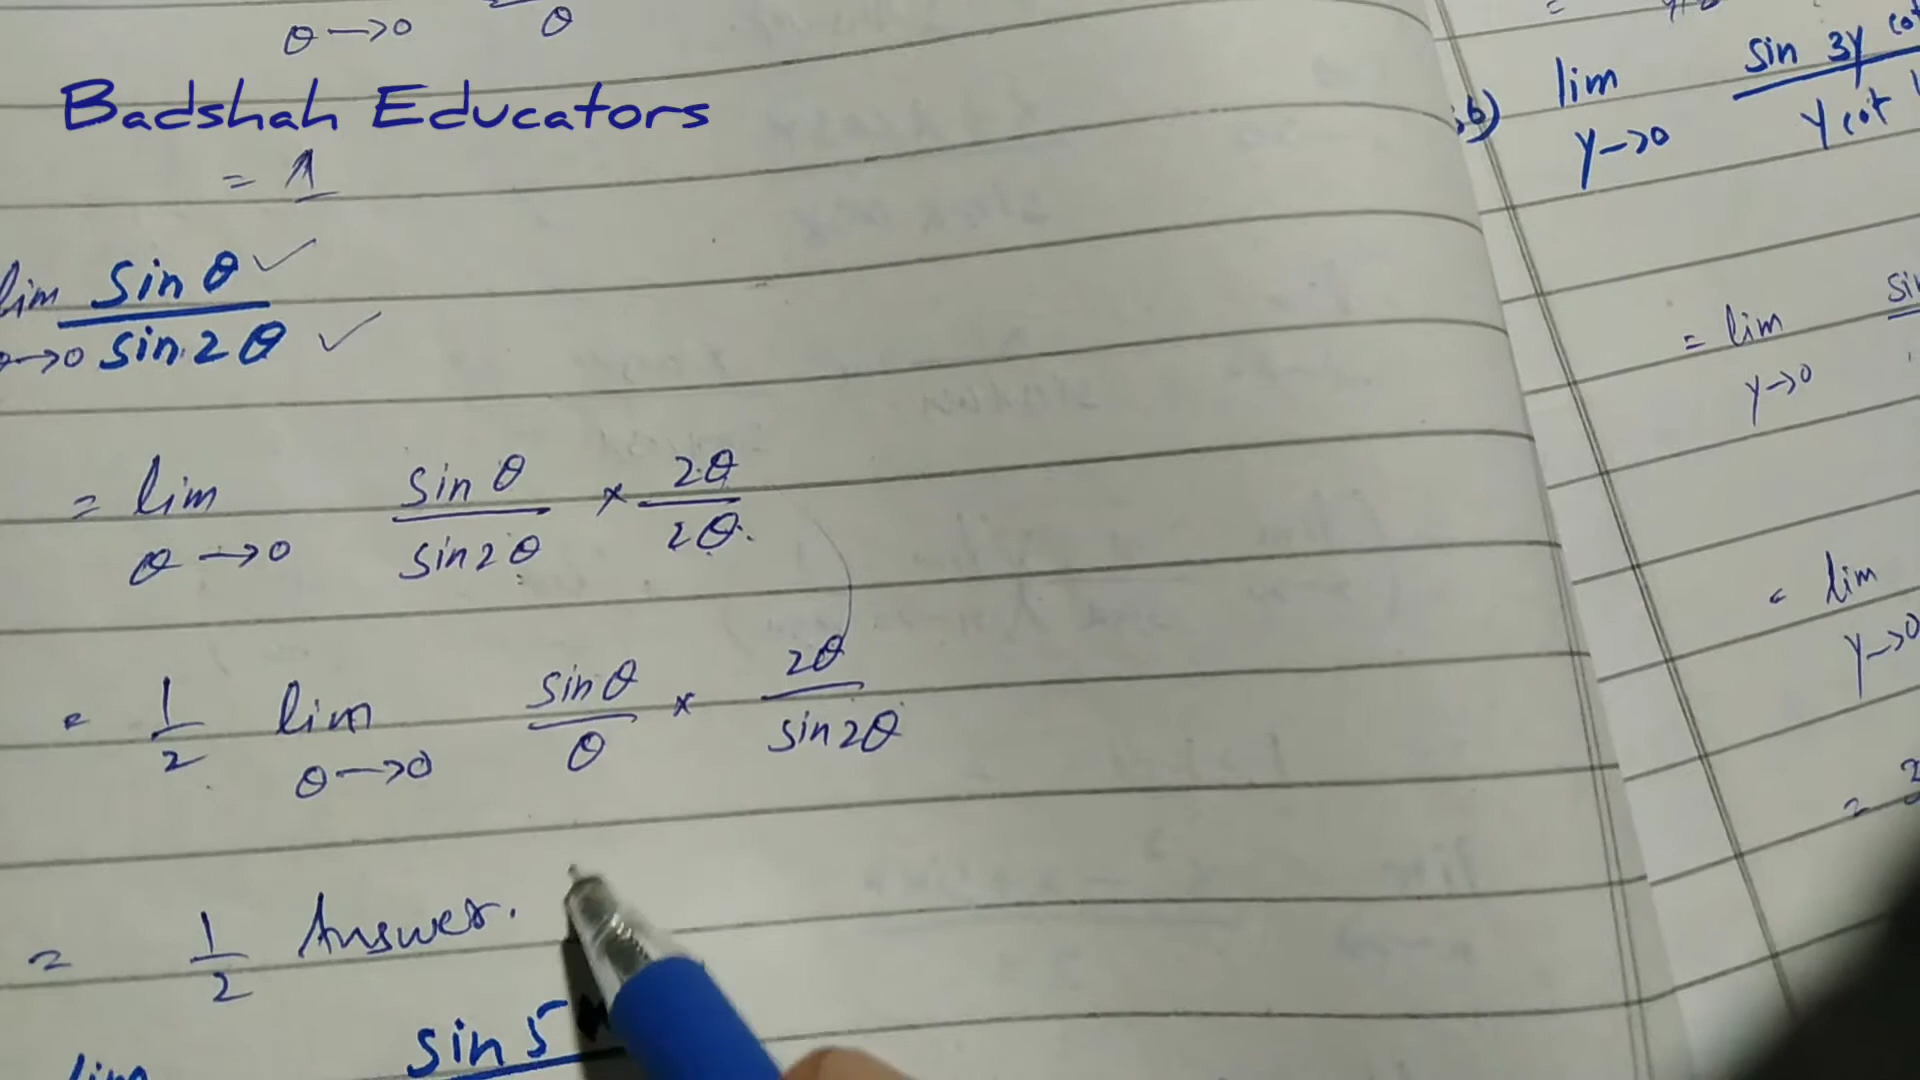 θ→0 θ
Badshah Educators
= 1
lim sin θ ✓
θ→0 sin 2θ ✓
= lim sin θ × 2θ
θ→0 sin 2θ 2θ
= 1 lim sin θ × 2θ
2 θ→0 θ sin 2θ
= 1 Answer.
2
lim sin 5
lim sin 3y
y→0 y cot
= lim
y→0
= lim
y→0
=